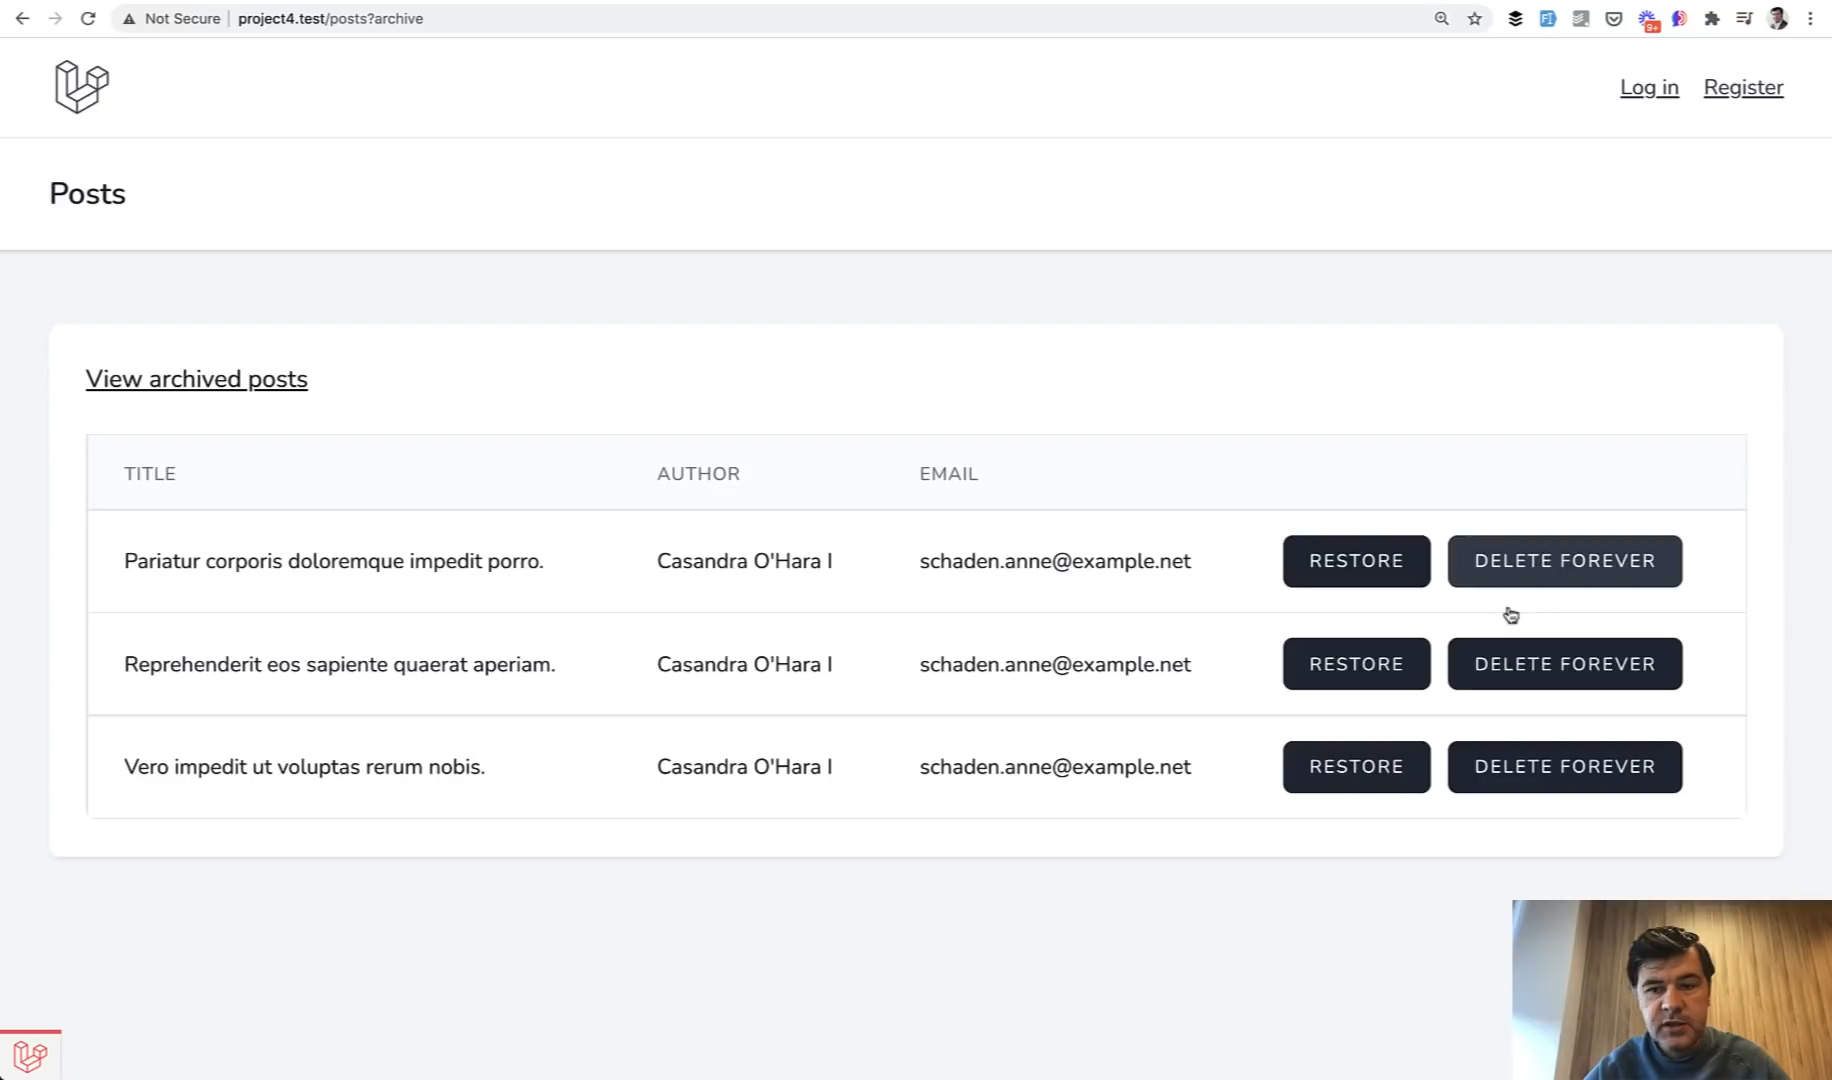 Not Secure | project4.test/posts?archive
9+
Log in Register
Posts
View archived posts
TITLE AUTHOR EMAIL
Pariatur corporis doloremque impedit porro. Casandra O'Hara I schaden.anne@example.net RESTORE DELETE FOREVER
Reprehenderit eos sapiente quaerat aperiam. Casandra O'Hara I schaden.anne@example.net RESTORE DELETE FOREVER
Vero impedit ut voluptas rerum nobis. Casandra O'Hara I schaden.anne@example.net RESTORE DELETE FOREVER